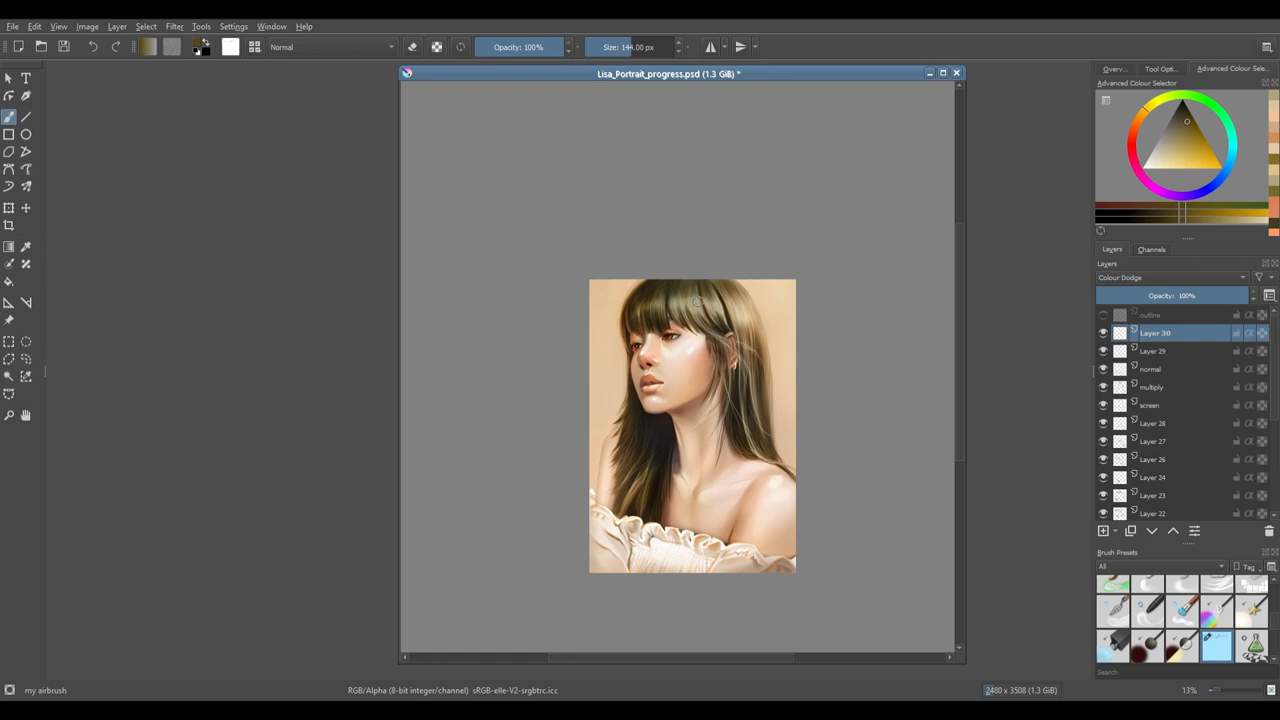 File Edit View Image Layer Select Filter Tools Settings Window Help
Normal Opacity: 100% Size: 144.00 px
Lisa_Portrait_progress.psd (1.3 GiB) *
Overv... Tool Opti... Advanced Colour Sele...
Advanced Colour Selector
Layers Channels
Layers
Colour Dodge
Opacity: 100%
outline
Layer 30
Layer 29
normal
multiply
screen
Layer 28
Layer 27
Layer 26
Layer 24
Layer 23
Layer 22
Brush Presets
All Tag
Search
my airbrush RGB/Alpha (8-bit integer/channel) sRGB-elle-V2-srgbtrc.icc 2480 x 3508 (1.3 GiB) 13%